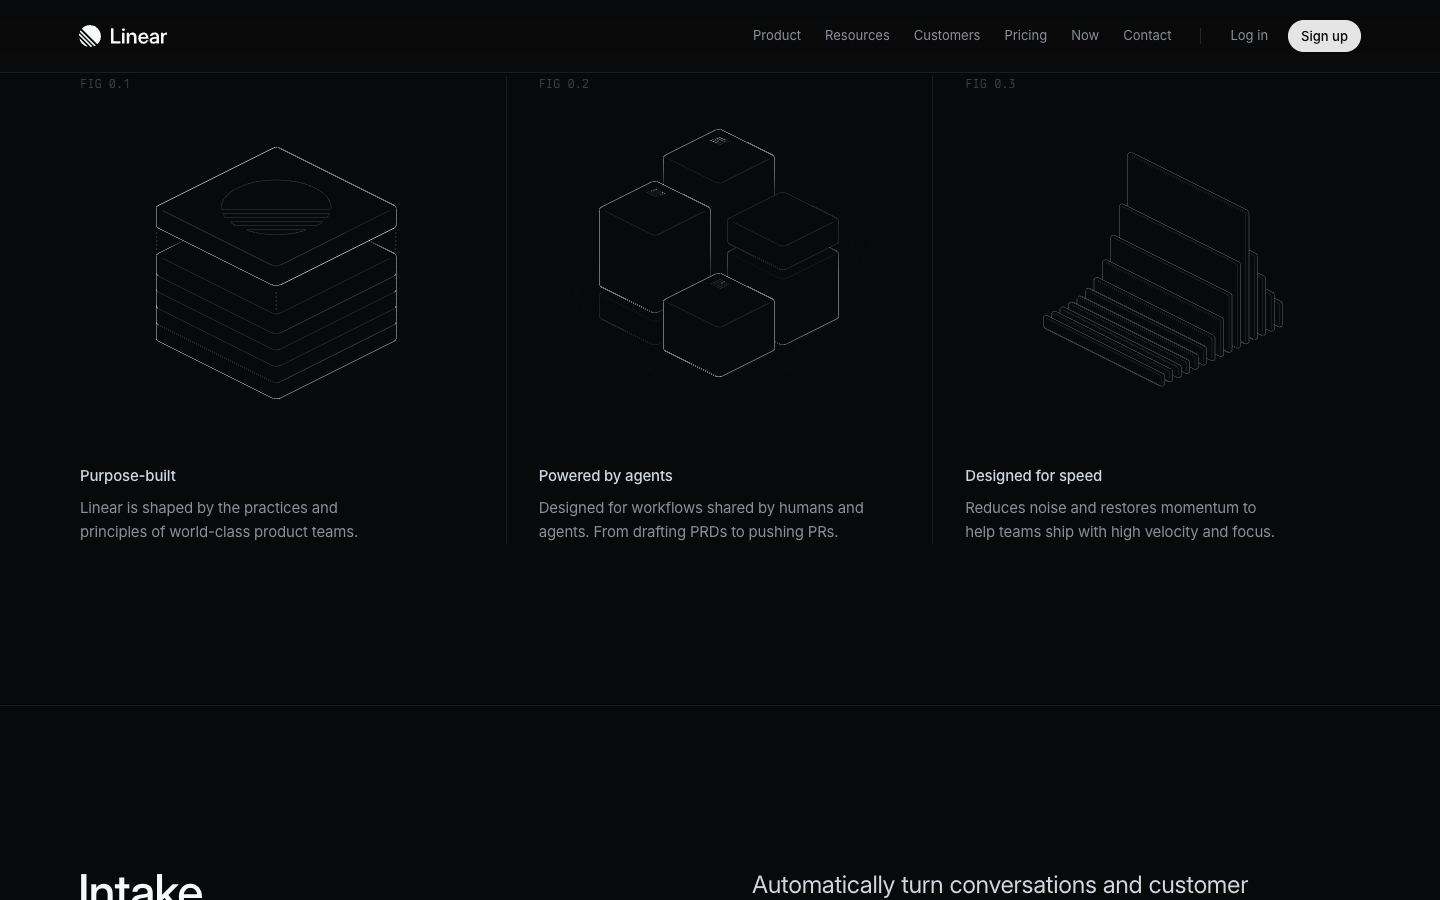 Linear
Product
Resources
Customers
Pricing
Now
Contact
Log in
Sign up
FIG 0.1
FIG 0.2
FIG 0.3
Purpose-built
Linear is shaped by the practices and
principles of world-class product teams.
Powered by agents
Designed for workflows shared by humans and
agents. From drafting PRDs to pushing PRs.
Designed for speed
Reduces noise and restores momentum to
help teams ship with high velocity and focus.
Intake
Automatically turn conversations and customer